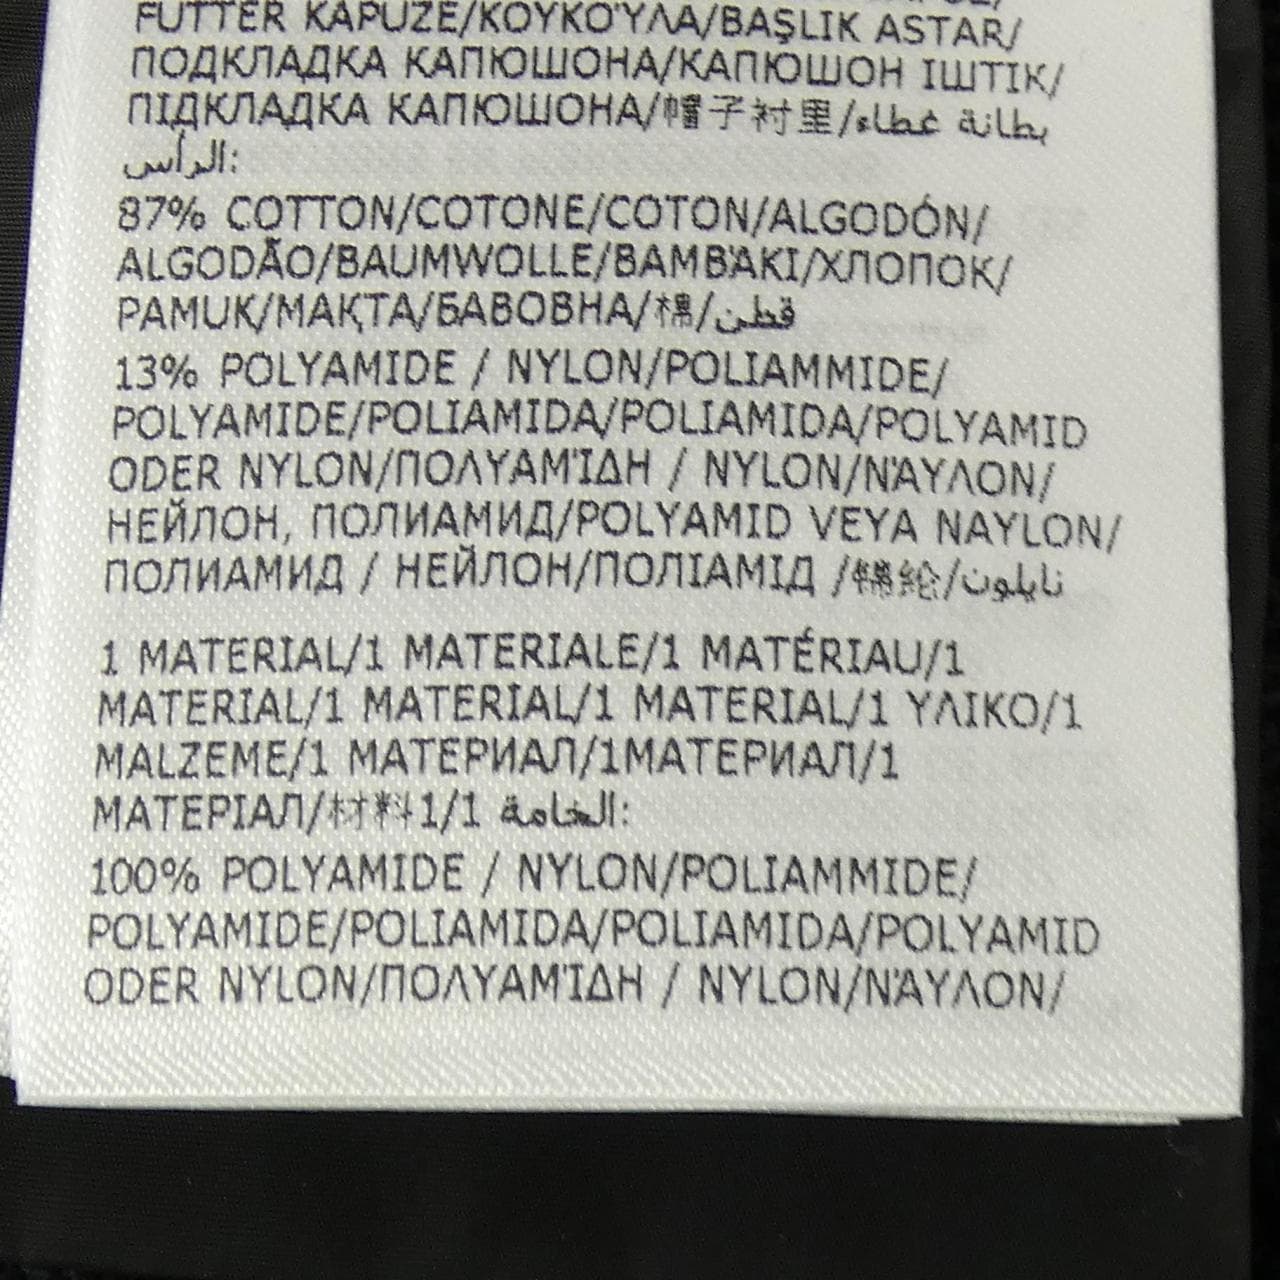 FUTTER KAPUZE/ΚΟΥΚΟΎΛΑ/BAŞLIK ASTAR/
ПОДКЛАДКА КАПЮШОНА/КАПЮШОН ІШТІК/
ПІДКЛАДКА КАПЮШОНА/帽子衬里/بطانة غطاء
الرأس:
87% COTTON/COTONE/COTON/ALGODÓN/
ALGODÃO/BAUMWOLLE/ΒΑΜΒΆΚΙ/ХЛОПОК/
PAMUK/МАҚТА/БАВОВНА/棉/قطن
13% POLYAMIDE / NYLON/POLIAMMIDE/
POLYAMIDE/POLIAMIDA/POLIAMIDA/POLYAMID
ODER NYLON/ΠΟΛΥΑΜΊΔΗ / NYLON/ΝΆΥΛΟΝ/
НЕЙЛОН, ПОЛИАМИД/POLYAMID VEYA NAYLON/
ПОЛИАМИД / НЕЙЛОН/ПОЛІАМІД /锦纶/نايلون
1 MATERIAL/1 MATERIALE/1 MATÉRIAU/1
MATERIAL/1 MATERIAL/1 MATERIAL/1 ΥΛΙΚΟ/1
MALZEME/1 МАТЕРИАЛ/1МАТЕРИАЛ/1
МАТЕРІАЛ/材料1/1 الخامة:
100% POLYAMIDE / NYLON/POLIAMMIDE/
POLYAMIDE/POLIAMIDA/POLIAMIDA/POLYAMID
ODER NYLON/ΠΟΛΥΑΜΊΔΗ / NYLON/ΝΆΥΛΟΝ/